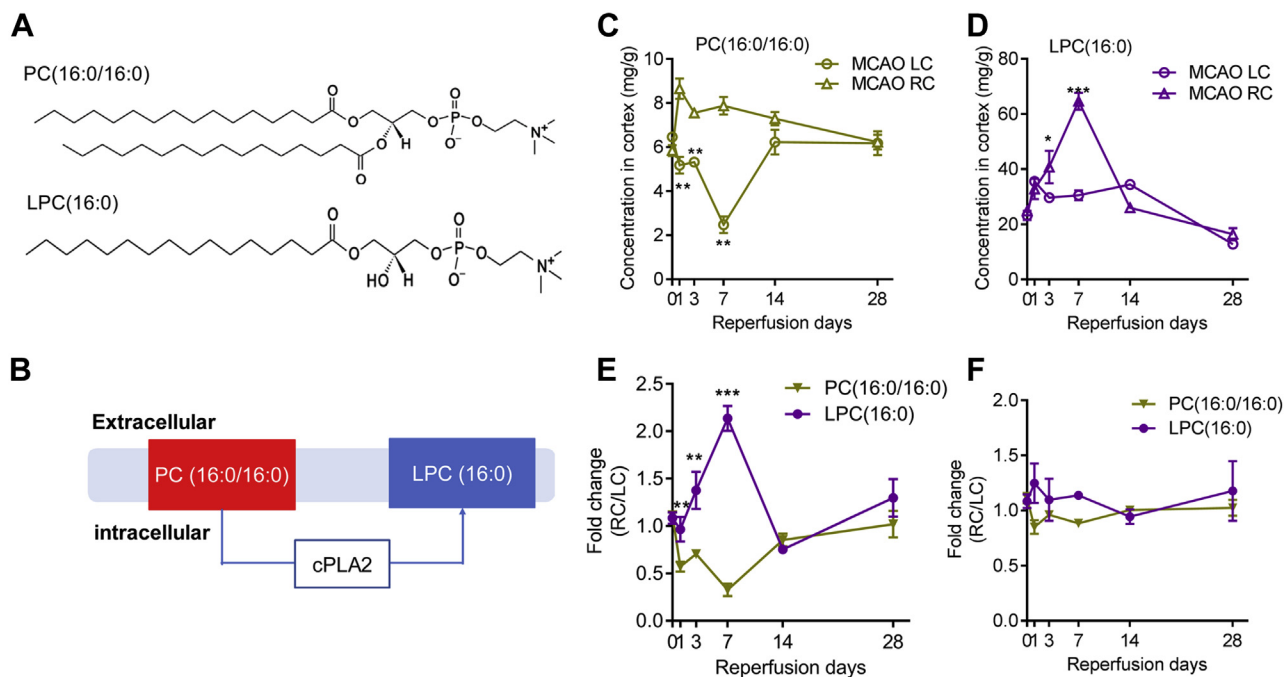 A
PC(16:0/16:0)
O
O
O
O
P
O
O⁻
N⁺
O
H
LPC(16:0)
O
O
O
O
P
O
O⁻
N⁺
HO
H
B
Extracellular
PC (16:0/16:0)
LPC (16:0)
intracellular
cPLA2
C
PC(16:0/16:0)
MCAO LC
MCAO RC
Concentration in cortex (mg/g)
10
8
6
4
2
0
**
**
**
0 1 3 7 14 28
Reperfusion days
D
LPC(16:0)
MCAO LC
MCAO RC
Concentration in cortex (mg/g)
80
60
40
20
0
*
***
0 1 3 7 14 28
Reperfusion days
E
PC(16:0/16:0)
LPC(16:0)
Fold change
(RC/LC)
2.5
2.0
1.5
1.0
0.5
0.0
**
**
***
0 1 3 7 14 28
Reperfusion days
F
PC(16:0/16:0)
LPC(16:0)
Fold change
(RC/LC)
2.0
1.5
1.0
0.5
0.0
0 1 3 7 14 28
Reperfusion days